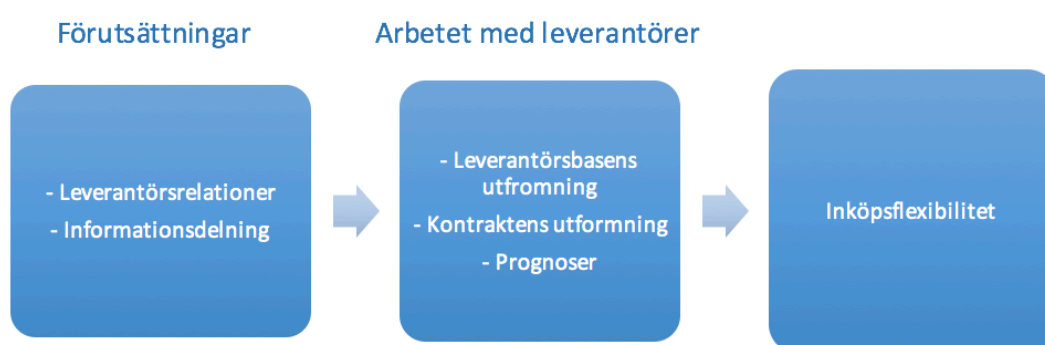 Förutsättningar
Arbetet med leverantörer
- Leverantörsrelationer
- Informationsdelning
- Leverantörsbasens
utfromning
- Kontraktens utformning
- Prognoser
Inköpsflexibilitet